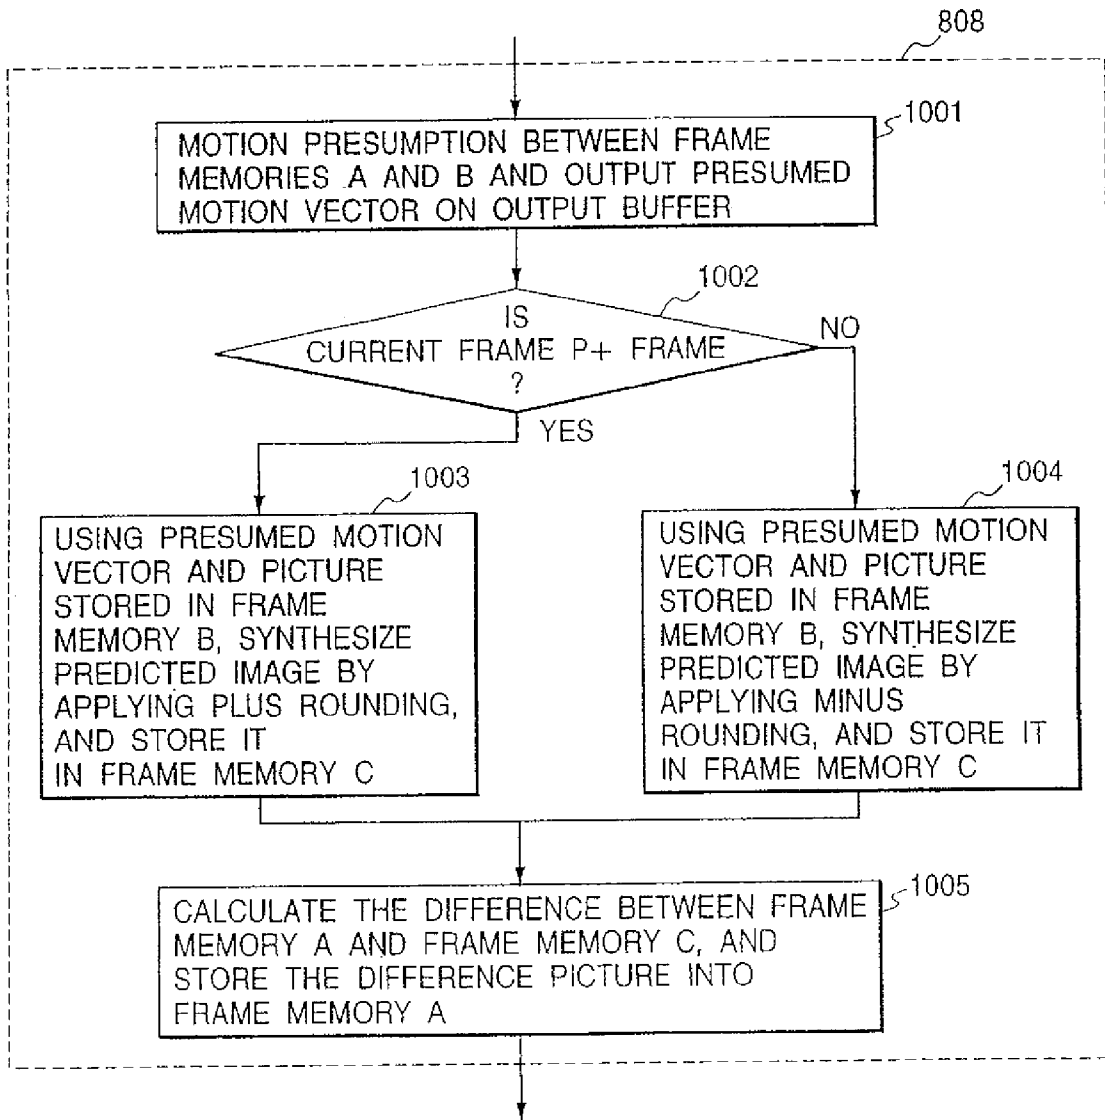 808
1001
MOTION PRESUMPTION BETWEEN FRAME
MEMORIES A AND B AND OUTPUT PRESUMED
MOTION VECTOR ON OUTPUT BUFFER
1002
IS
CURRENT FRAME P+ FRAME
?
NO
YES
1003
USING PRESUMED MOTION
VECTOR AND PICTURE
STORED IN FRAME
MEMORY B, SYNTHESIZE
PREDICTED IMAGE BY
APPLYING PLUS ROUNDING,
AND STORE IT
IN FRAME MEMORY C
1004
USING PRESUMED MOTION
VECTOR AND PICTURE
STORED IN FRAME
MEMORY B, SYNTHESIZE
PREDICTED IMAGE BY
APPLYING MINUS
ROUNDING, AND STORE IT
IN FRAME MEMORY C
1005
CALCULATE THE DIFFERENCE BETWEEN FRAME
MEMORY A AND FRAME MEMORY C, AND
STORE THE DIFFERENCE PICTURE INTO
FRAME MEMORY A